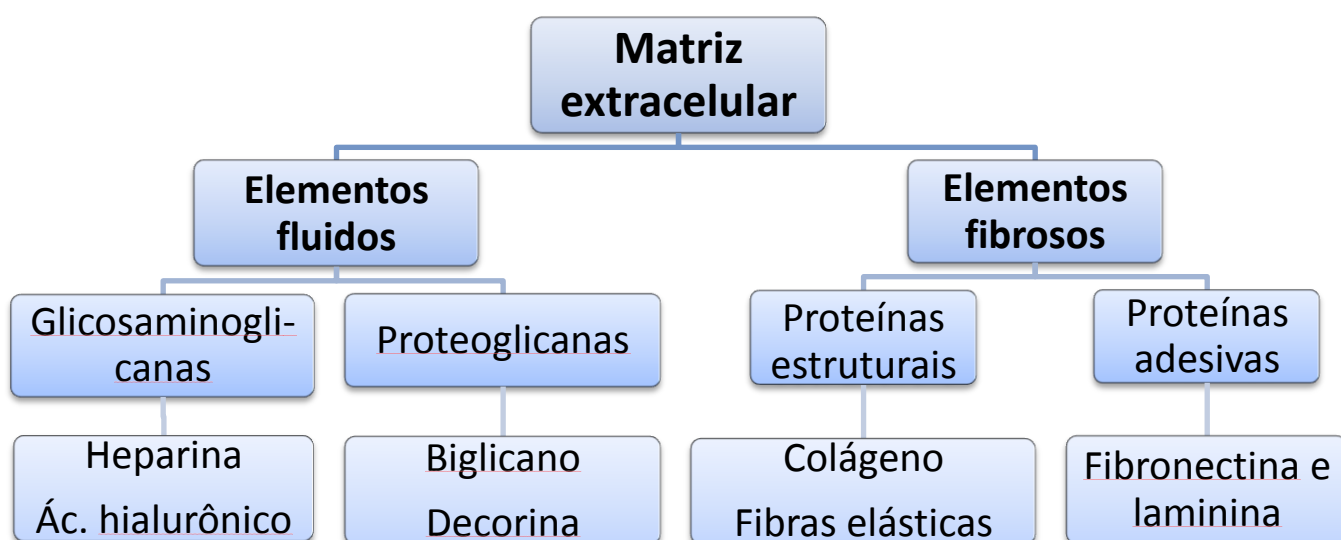 Matriz
extracelular
Elementos
fluidos
Elementos
fibrosos
Glicosaminogli-
canas
Proteoglicanas
Proteínas
estruturais
Proteínas
adesivas
Heparina
Ác. hialurônico
Biglicano
Decorina
Colágeno
Fibras elásticas
Fibronectina e
laminina